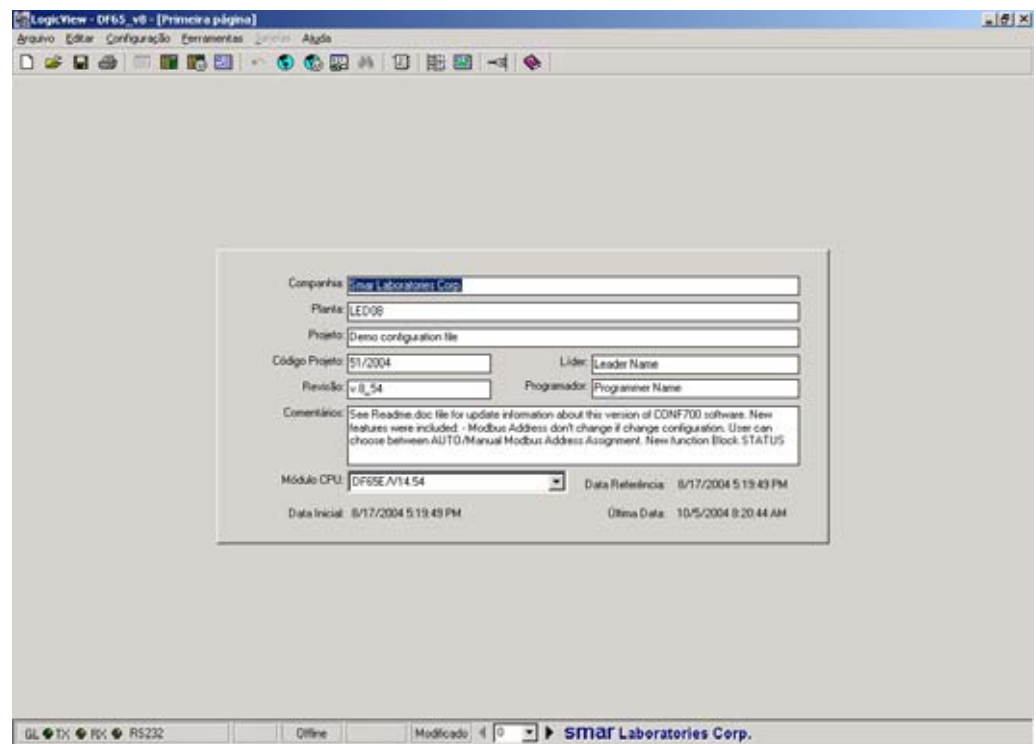 LogicView - DF65_v8 - [Primeira página]
Arquivo Editar Configuração Ferramentas Janelas Ajuda
Companhia: Smar Laboratories Corp.
Planta: LED08
Projeto: Demo configuration file
Código Projeto: 51/2004 Líder: Leader Name
Revisão: v.8_54 Programador: Programmer Name
Comentários: See Readme.doc file for update information about this version of CONF700 software. New
features were included: - Modbus Address don't change if change configuration. User can
choose between AUTO/Manual Modbus Address Assignment. New function Block: STATUS
Módulo CPU: DF65E/V14.54 Data Referência: 8/17/2004 5:19:49 PM
Data Inicial: 8/17/2004 5:19:49 PM Última Data: 10/5/2004 8:20:44 AM
GL TX RX RS232 Offline Modificado 0 smar Laboratories Corp.